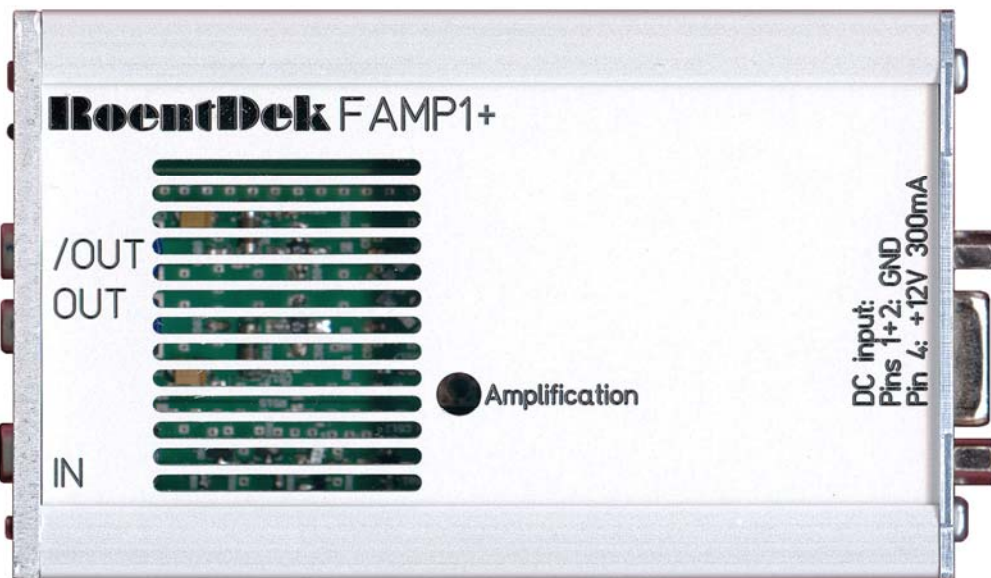 RoentDek FAMP1+
/OUT
OUT
IN
Amplification
DC input:
Pins 1+2: GND
Pin 4: +12V 300mA